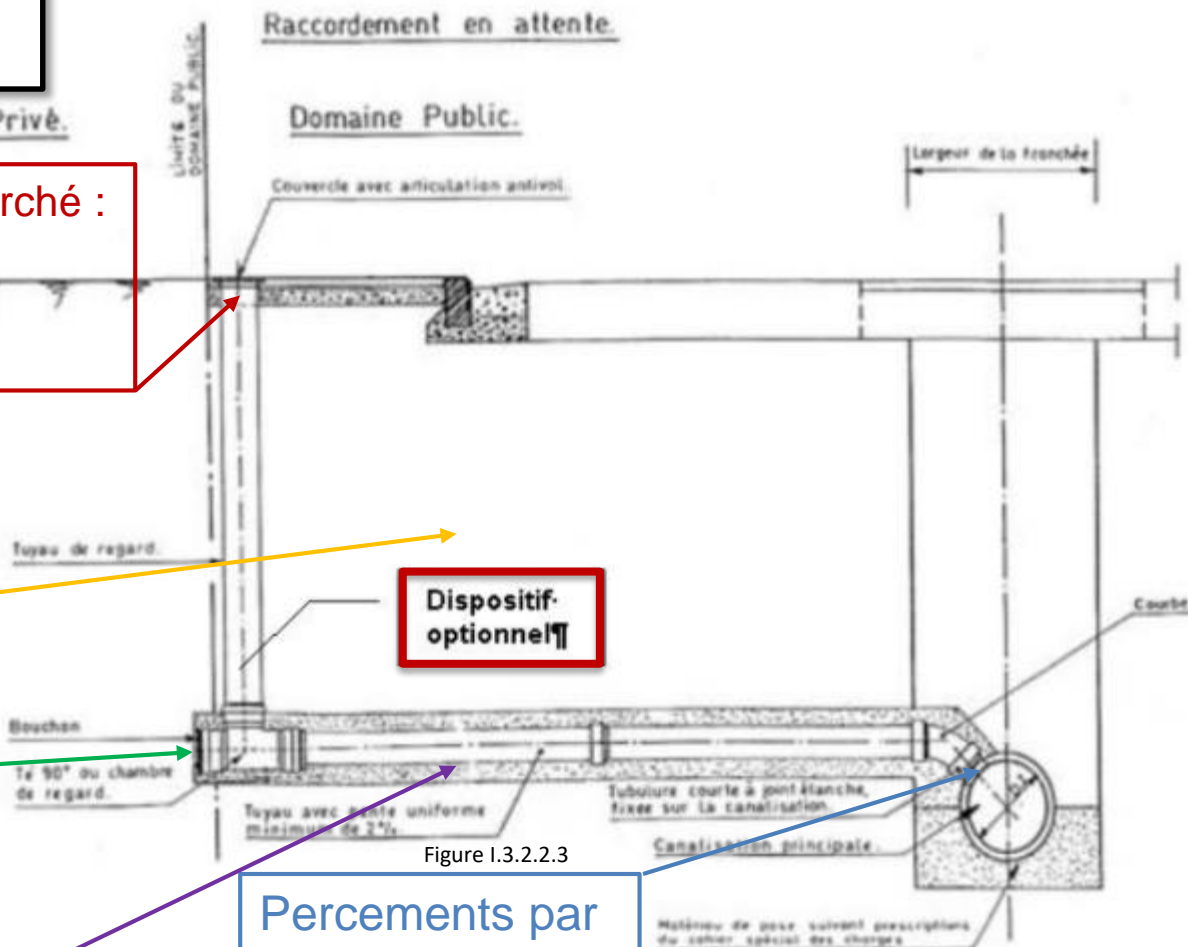 Raccordement en attente.
LIMITE DU
DOMAINE PUBLIC.
Privé.
Domaine Public.
Largeur de la tranchée
rché :
Couvercle avec articulation antivol.
Tuyau de regard.
Dispositif·
optionnel¶
Courbe
Bouchon
Té 90° ou chambre
de regard.
Tuyau avec pente uniforme
minimum de 2%.
Tubulure courte à joint étanche,
fixée sur la canalisation.
Canalisation principale.
Figure I.3.2.2.3
Percements par
Matériau de pose suivant prescriptions
du cahier spécial des charges